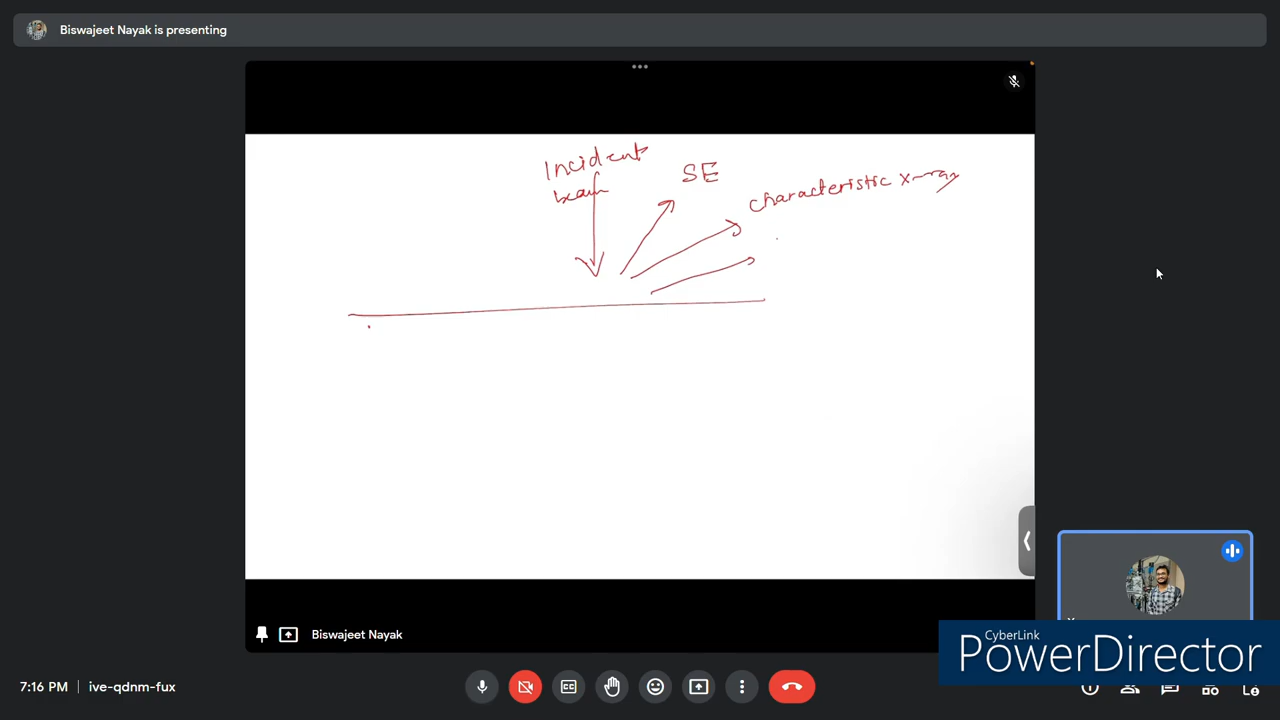 Biswajeet Nayak is presenting
Incident
beam
SE
characteristic x-ray
Biswajeet Nayak
CyberLink
PowerDirector
7:16 PM
ive-qdnm-fux